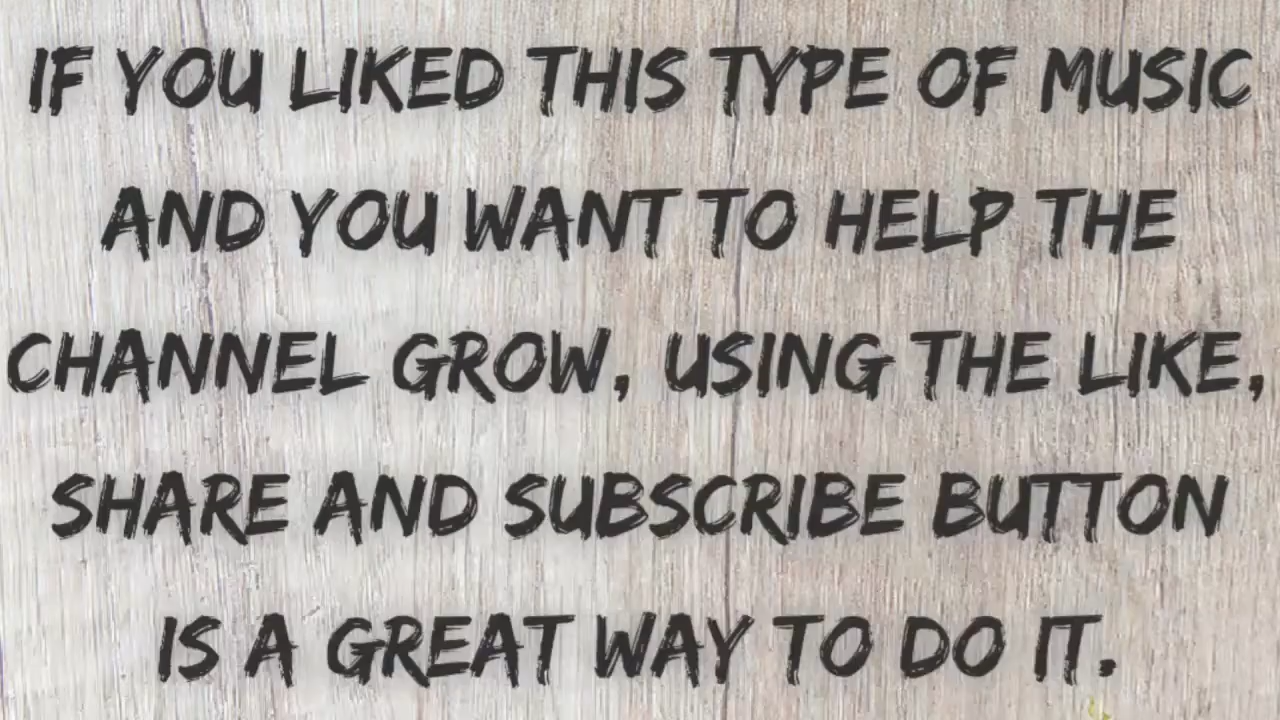 IF YOU LIKED THIS TYPE OF MUSIC
AND YOU WANT TO HELP THE
CHANNEL GROW, USING THE LIKE,
SHARE AND SUBSCRIBE BUTTON
IS A GREAT WAY TO DO IT.